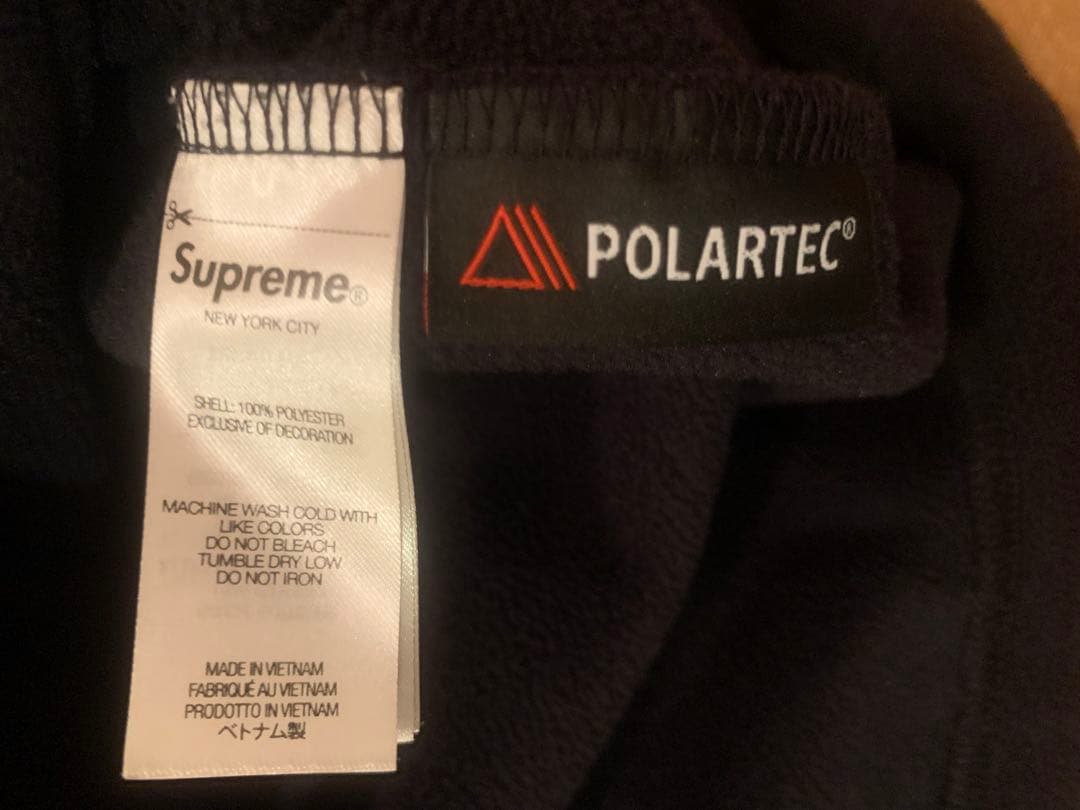 Supreme®
NEW YORK CITY
SHELL: 100% POLYESTER
EXCLUSIVE OF DECORATION
MACHINE WASH COLD WITH
LIKE COLORS
DO NOT BLEACH
TUMBLE DRY LOW
DO NOT IRON
MADE IN VIETNAM
FABRIQUÉ AU VIETNAM
PRODOTTO IN VIETNAM
ベトナム製
POLARTEC®